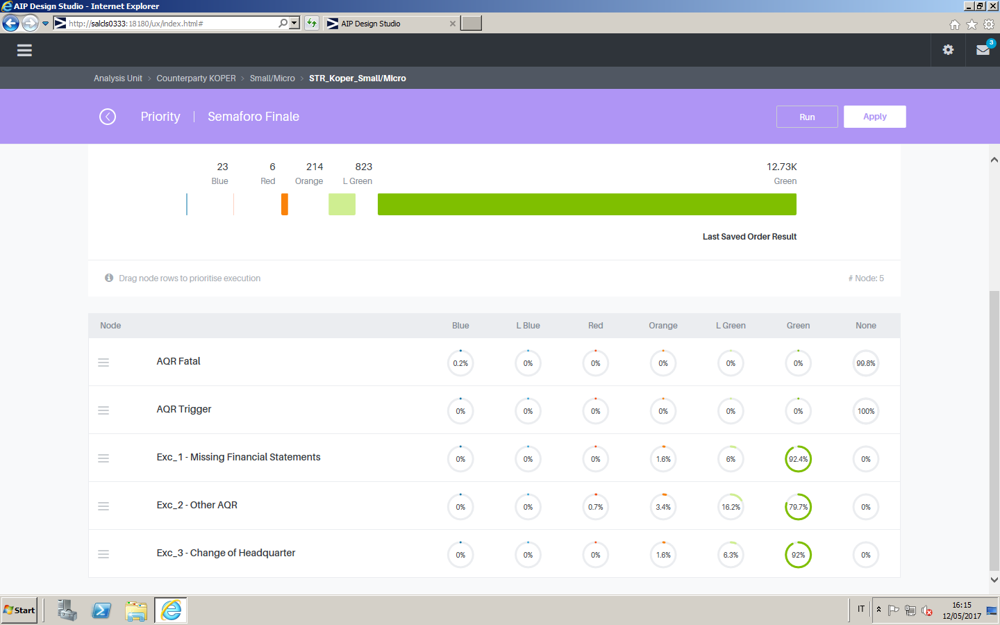 AIP Design Studio - Internet Explorer
http://salcls0333:18180/ux/index.html#
AIP Design Studio
3
Analysis Unit > Counterparty KOPER > Small/Micro > STR_Koper_Small/Micro
Priority | Semaforo Finale
Run
Apply
23 6 214 823 12.73K
Blue Red Orange L Green Green
Last Saved Order Result
Drag node rows to prioritise execution
# Node: 5
Node Blue L Blue Red Orange L Green Green None
AQR Fatal 0.2% 0% 0% 0% 0% 0% 99.8%
AQR Trigger 0% 0% 0% 0% 0% 0% 100%
Exc_1 - Missing Financial Statements 0% 0% 0% 1.6% 6% 92.4% 0%
Exc_2 - Other AQR 0% 0% 0.7% 3.4% 16.2% 79.7% 0%
Exc_3 - Change of Headquarter 0% 0% 0% 1.6% 6.3% 92% 0%
Start
IT
16:15
12/05/2017